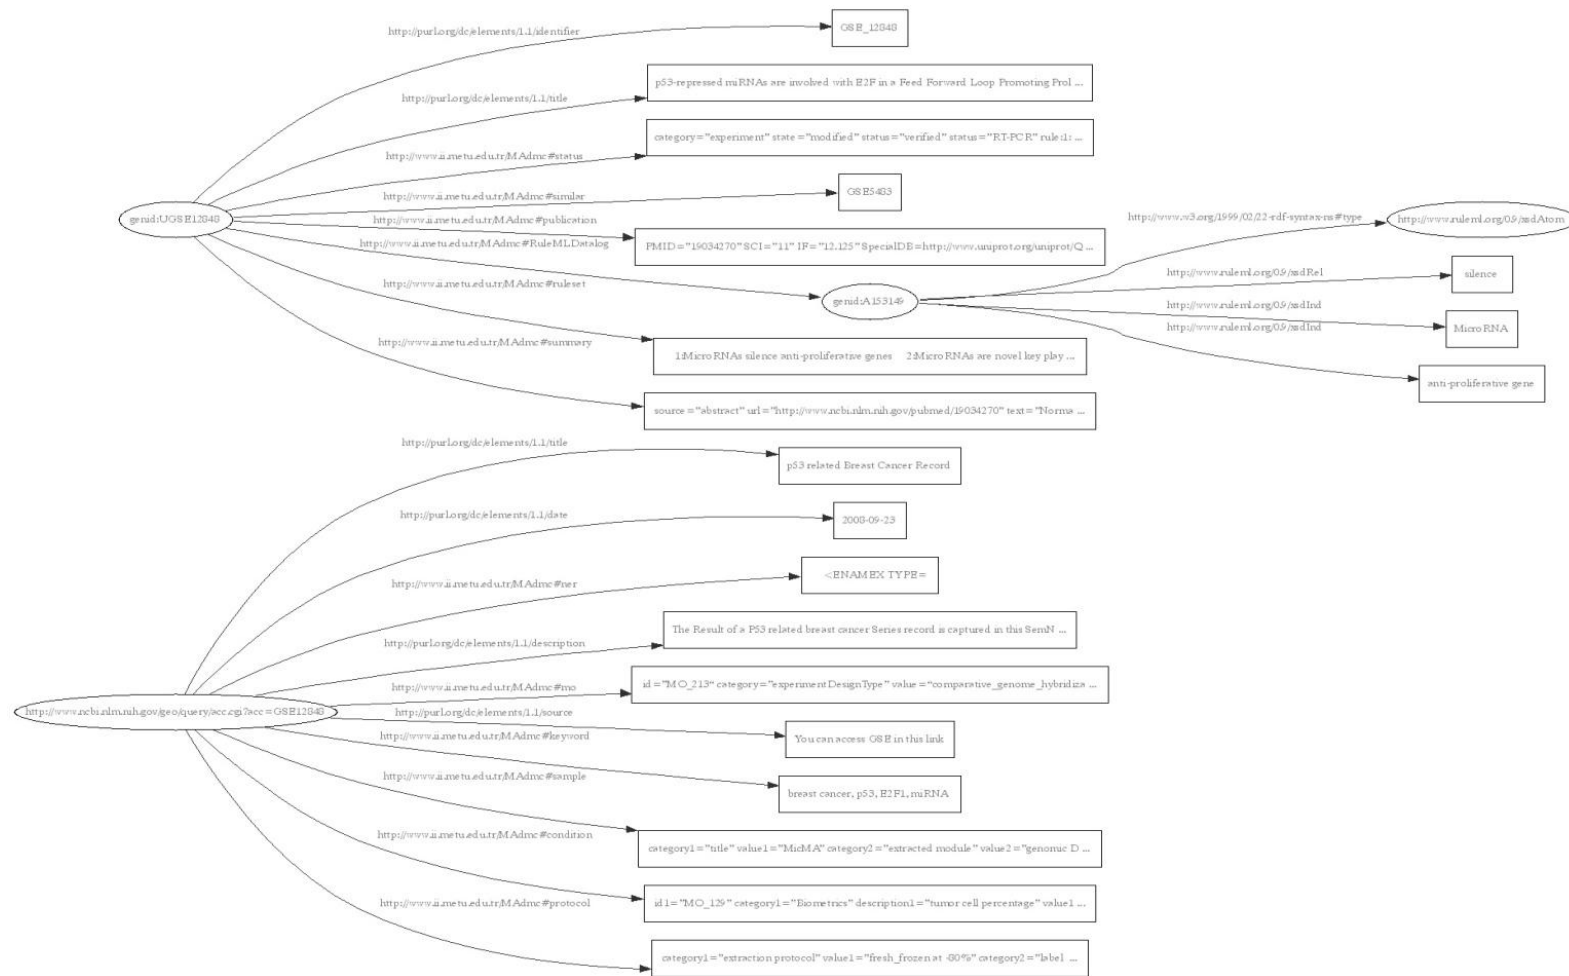 http://purl.org/dc/elements/1.1/identifier
GSE_12848
http://purl.org/dc/elements/1.1/title
p53-repressed miRNAs are involved with E2F in a Feed Forward Loop Promoting Prol ...
http://www.ii.metu.edu.tr/MAdmc#status
category="experiment" state ="modified" status="verified" status="RT-PCR" rule:1: ...
http://www.ii.metu.edu.tr/MAdmc#similar
GSE5483
genid:UGSE12848
http://www.ii.metu.edu.tr/MAdmc#publication
PMID="19034270" SCI="11" IF="12.125" SpecialDB=http://www.uniprot.org/uniprot/Q ...
http://www.ii.metu.edu.tr/MAdmc#RuleMLDatalog
genid:A153149
http://www.w3.org/1999/02/22-rdf-syntax-ns#type
http://www.ruleml.org/0.9/xsdAtom
http://www.ruleml.org/0.9/xsdRel
silence
http://www.ruleml.org/0.9/xsdInd
MicroRNA
http://www.ruleml.org/0.9/xsdInd
anti-proliferative gene
http://www.ii.metu.edu.tr/MAdmc#ruleset
1:MicroRNAs silence anti-proliferative genes 2:MicroRNAs are novel key play ...
http://www.ii.metu.edu.tr/MAdmc#summary
source="abstract" url="http://www.ncbi.nlm.nih.gov/pubmed/19034270" text="Norma ...
http://purl.org/dc/elements/1.1/title
p53 related Breast Cancer Record
http://purl.org/dc/elements/1.1/date
2008-09-23
http://www.ii.metu.edu.tr/MAdmc#ner
<ENAMEX TYPE=
http://purl.org/dc/elements/1.1/description
The Result of a P53 related breast cancer Series record is captured in this SemN ...
http://www.ii.metu.edu.tr/MAdmc#mo
id="MO_213" category="experimentDesignType" value="comparative_genome_hybridiza ...
http://www.ncbi.nlm.nih.gov/geo/query/acc.cgi?acc=GSE12848
http://purl.org/dc/elements/1.1/source
You can access GSE in this link
http://www.ii.metu.edu.tr/MAdmc#keyword
breast cancer, p53, E2F1, miRNA
http://www.ii.metu.edu.tr/MAdmc#sample
category1="title" value1="MicMA" category2="extracted module" value2="genomic D ...
http://www.ii.metu.edu.tr/MAdmc#condition
id1="MO_129" category1="Biometrics" description1="tumor cell percentage" value1 ...
http://www.ii.metu.edu.tr/MAdmc#protocol
category1="extraction protocol" value1="fresh_frozen at -80%" category2="label ...